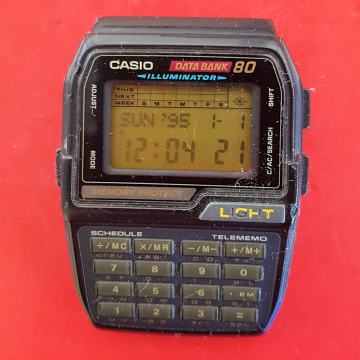 CASIO DATA BANK 80
ILLUMINATOR
THIS
NEXT
WEEK S M T W T F S
ADJUST
SHIFT
SUN '95 1-1
12:04 21
MODE
C/AC/SEARCH
MEMORY PROTECT
LIGHT
SCHEDULE TELEMEMO
÷/MC ×/MR -/M- +/M+
7 8 9 0
4 5 6 •PM
1 2 3 =